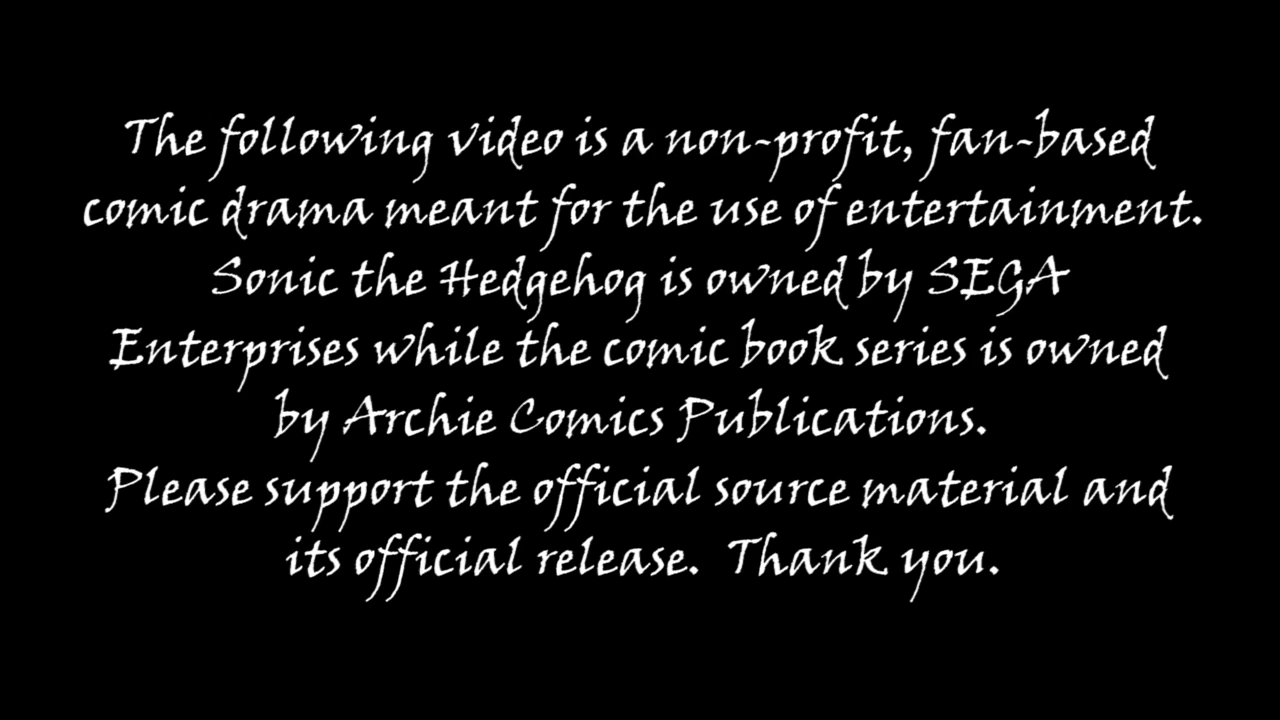 The following video is a non-profit, fan-based
comic drama meant for the use of entertainment.
Sonic the Hedgehog is owned by SEGA
Enterprises while the comic book series is owned
by Archie Comics Publications.
Please support the official source material and
its official release.  Thank you.